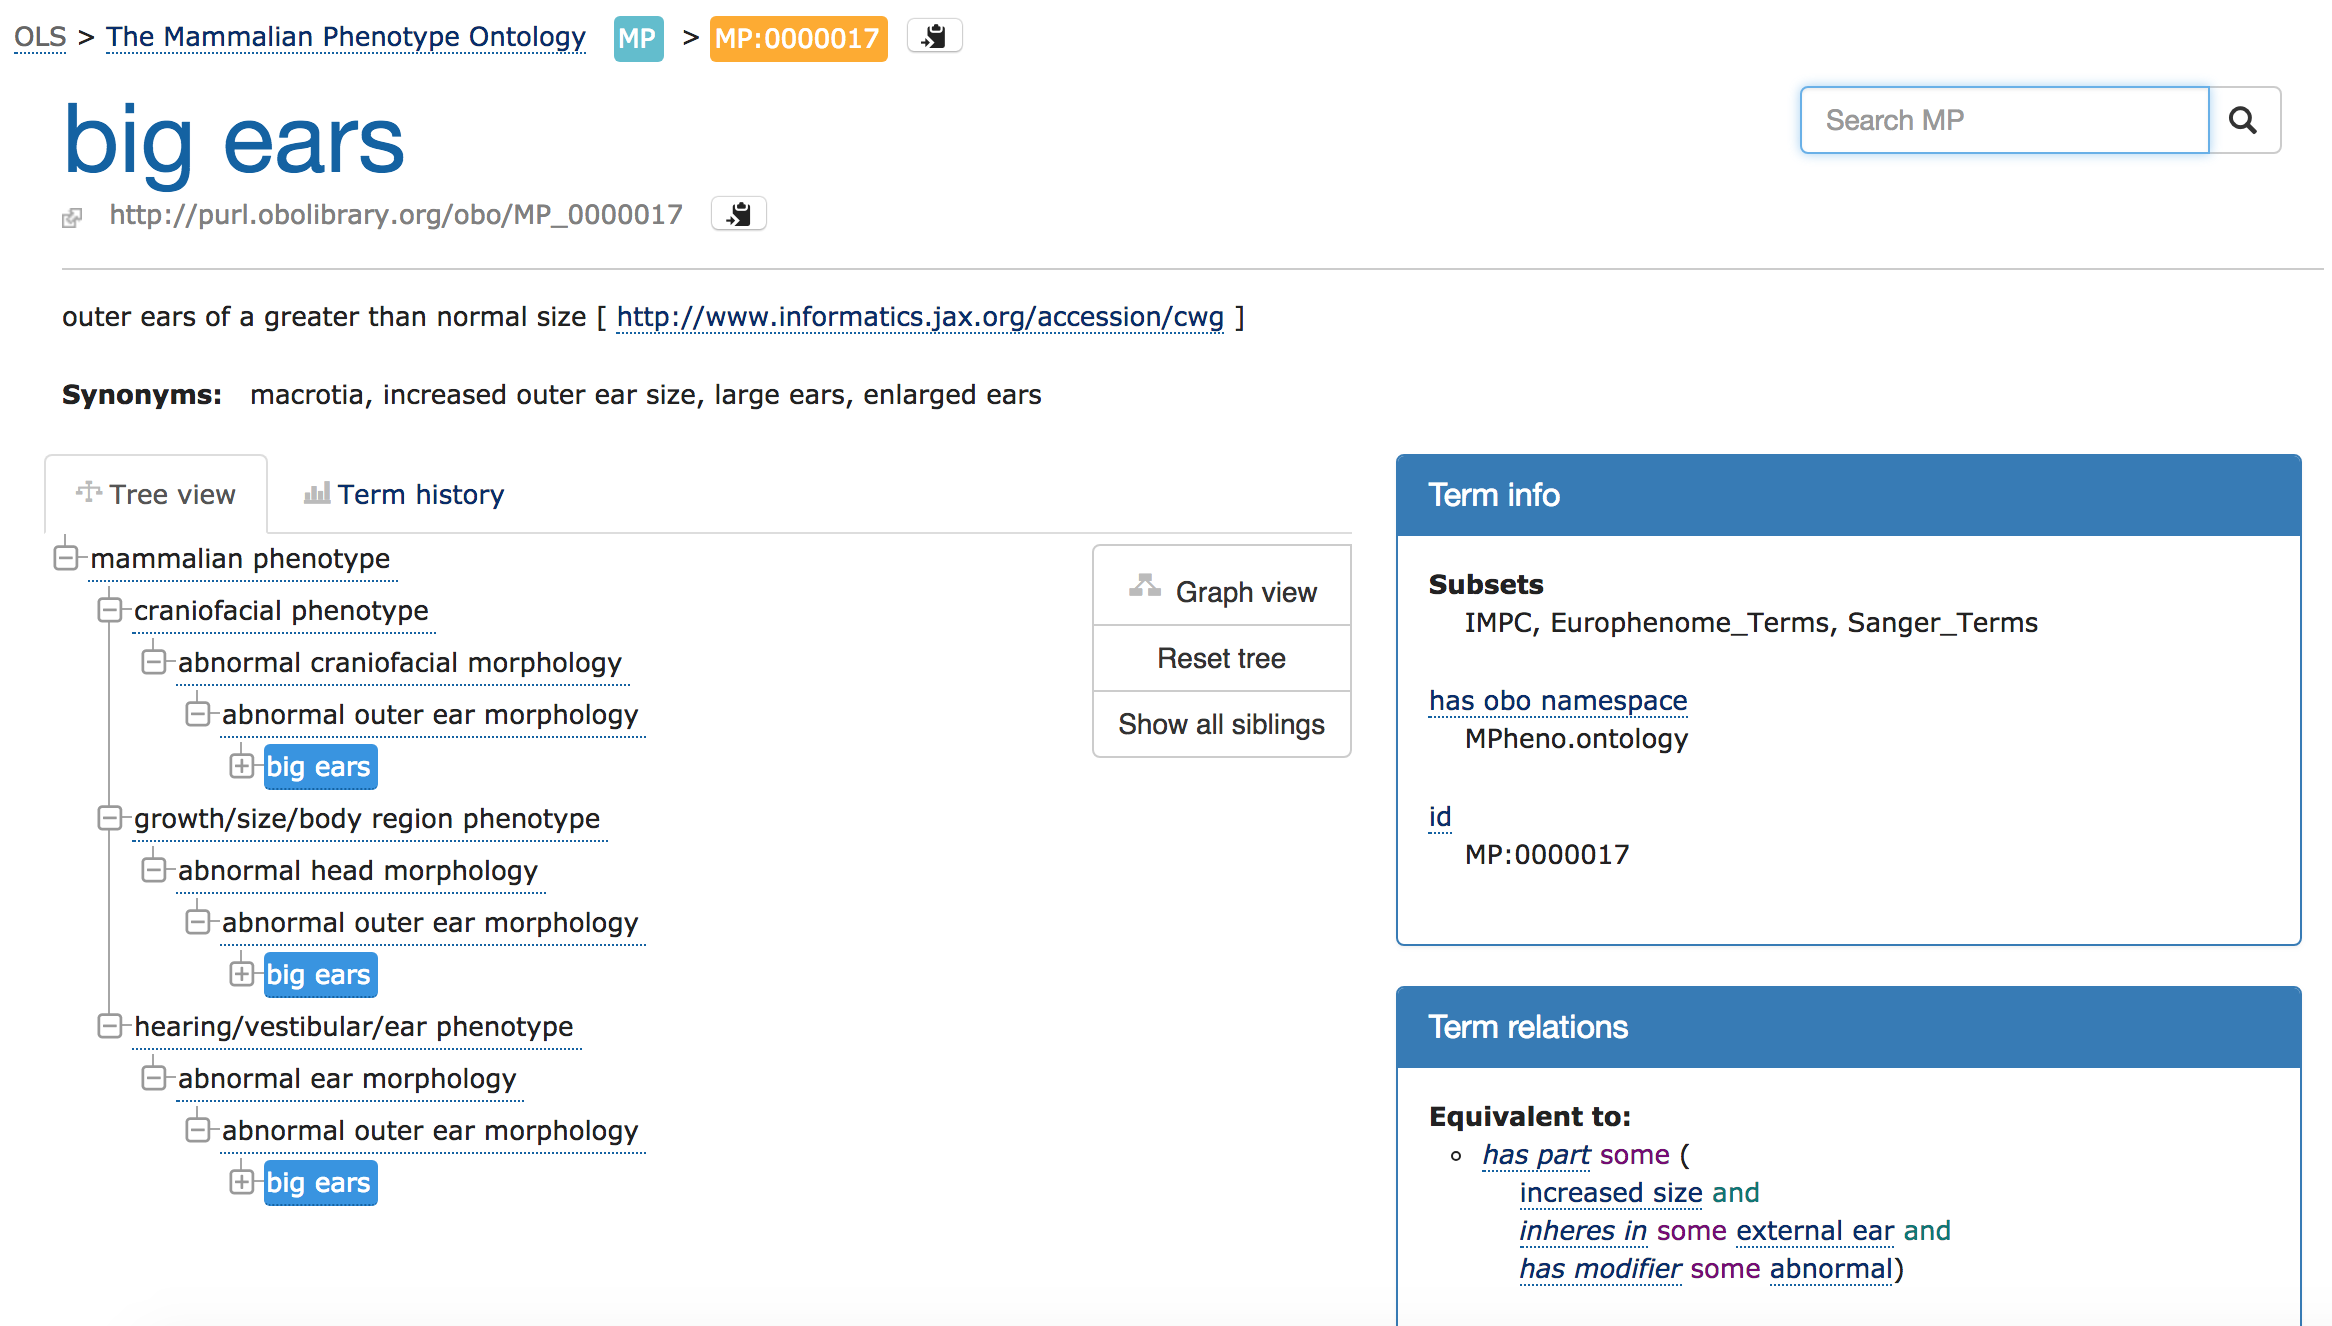 OLS > The Mammalian Phenotype Ontology MP > MP:0000017
big ears
Search MP
http://purl.obolibrary.org/obo/MP_0000017
outer ears of a greater than normal size [ http://www.informatics.jax.org/accession/cwg ]
Synonyms: macrotia, increased outer ear size, large ears, enlarged ears
Tree view Term history
mammalian phenotype
craniofacial phenotype
abnormal craniofacial morphology
abnormal outer ear morphology
big ears
growth/size/body region phenotype
abnormal head morphology
abnormal outer ear morphology
big ears
hearing/vestibular/ear phenotype
abnormal ear morphology
abnormal outer ear morphology
big ears
Graph view
Reset tree
Show all siblings
Term info
Subsets
IMPC, Europhenome_Terms, Sanger_Terms
has obo namespace
MPheno.ontology
id
MP:0000017
Term relations
Equivalent to:
has part some (
increased size and
inheres in some external ear and
has modifier some abnormal)